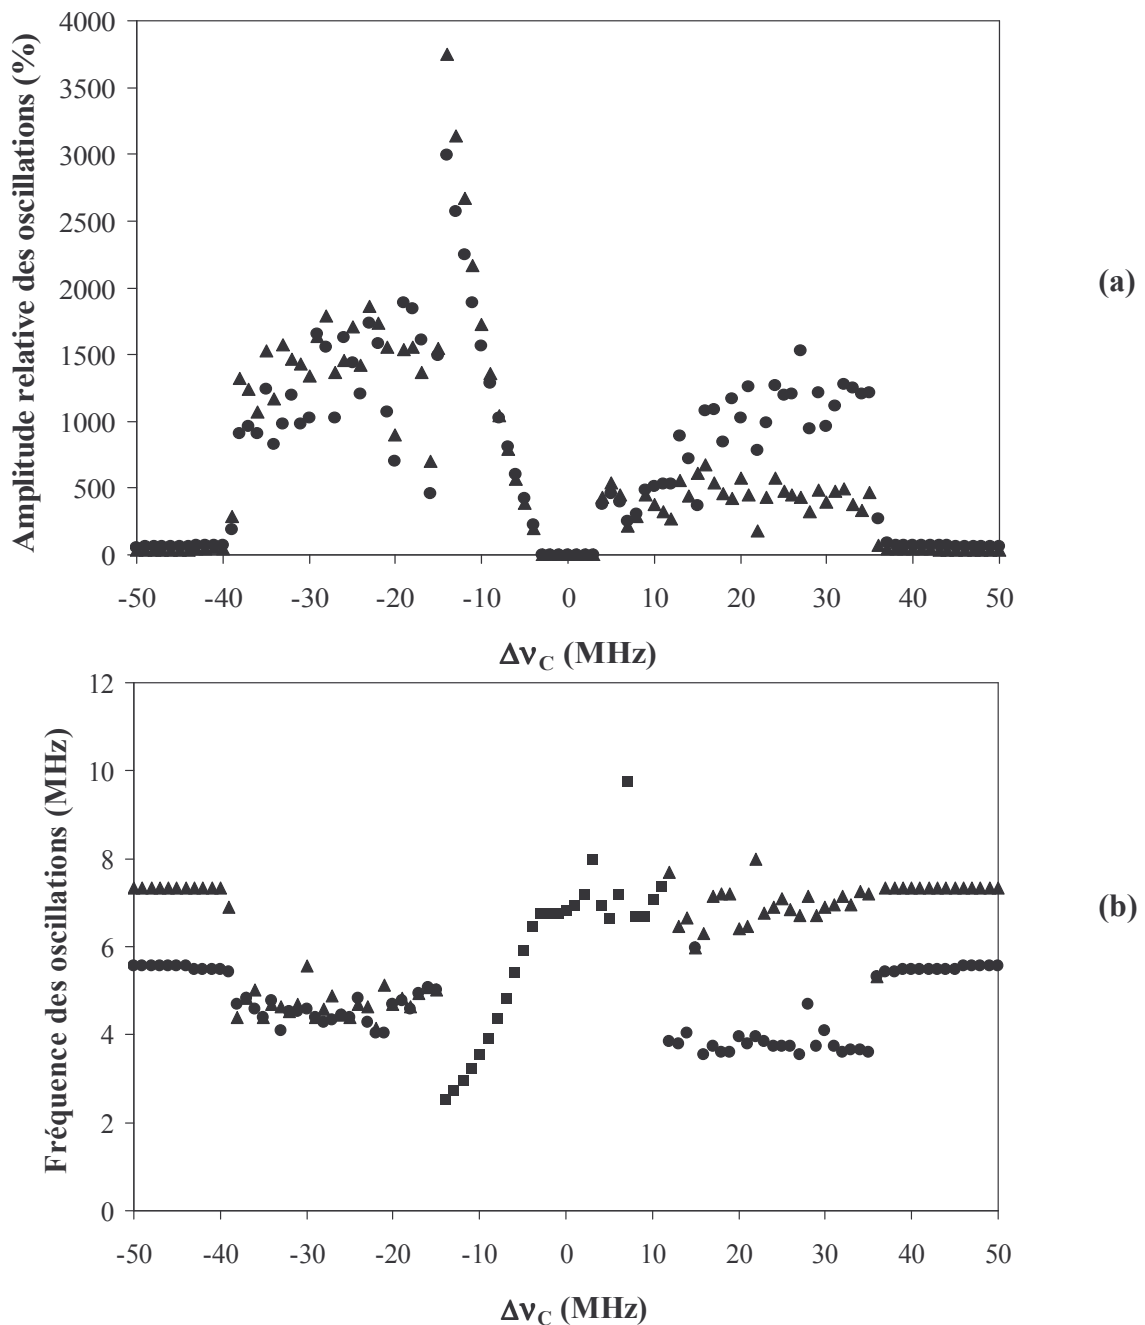 Amplitude relative des oscillations (%)
4000
3500
3000
2500
2000
1500
1000
500
0
-50 -40 -30 -20 -10 0 10 20 30 40 50
ΔνC (MHz)
(a)
Fréquence des oscillations (MHz)
12
10
8
6
4
2
0
-50 -40 -30 -20 -10 0 10 20 30 40 50
ΔνC (MHz)
(b)